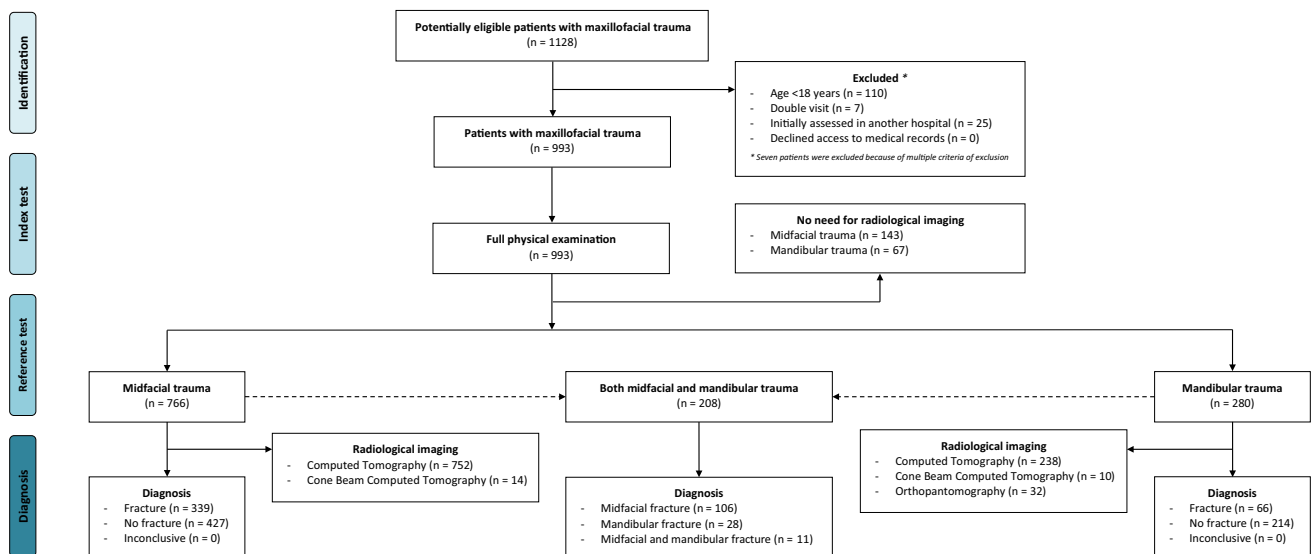 Identification
Potentially eligible patients with maxillofacial trauma
(n = 1128)
Excluded *
- Age <18 years (n = 110)
- Double visit (n = 7)
- Initially assessed in another hospital (n = 25)
- Declined access to medical records (n = 0)
* Seven patients were excluded because of multiple criteria of exclusion
Patients with maxillofacial trauma
(n = 993)
Index test
Full physical examination
(n = 993)
No need for radiological imaging
- Midfacial trauma (n = 143)
- Mandibular trauma (n = 67)
Reference test
Midfacial trauma
(n = 766)
Both midfacial and mandibular trauma
(n = 208)
Mandibular trauma
(n = 280)
Diagnosis
Radiological imaging
- Computed Tomography (n = 752)
- Cone Beam Computed Tomography (n = 14)
Radiological imaging
- Computed Tomography (n = 238)
- Cone Beam Computed Tomography (n = 10)
- Orthopantomography (n = 32)
Diagnosis
- Fracture (n = 339)
- No fracture (n = 427)
- Inconclusive (n = 0)
Diagnosis
- Midfacial fracture (n = 106)
- Mandibular fracture (n = 28)
- Midfacial and mandibular fracture (n = 11)
Diagnosis
- Fracture (n = 66)
- No fracture (n = 214)
- Inconclusive (n = 0)